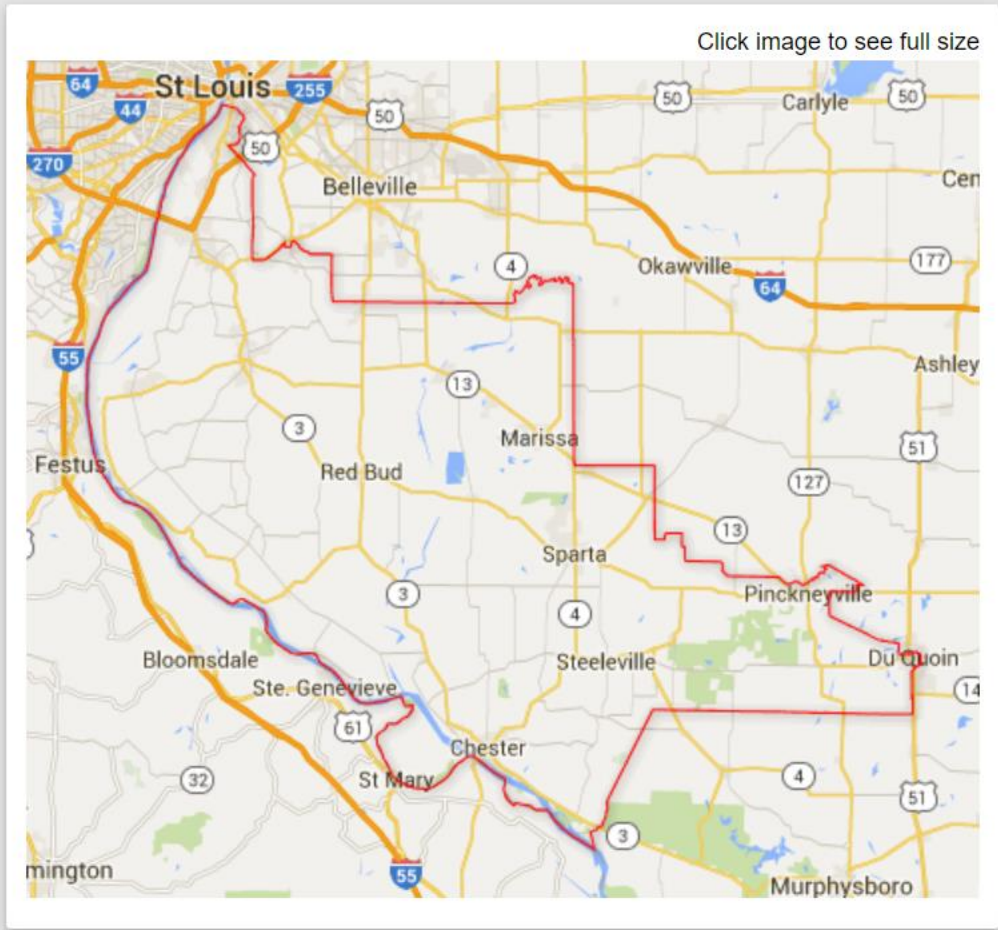 Click image to see full size
64
St Louis
255
44
50
50
50
Carlyle
270
50
Belleville
Cen
4
Okawville
177
64
55
13
Ashley
3
Marissa
51
Festus
Red Bud
127
13
Sparta
3
Pinckneyville
4
Bloomsdale
Steeleville
Du Quoin
Ste. Genevieve
14
61
Chester
32
St Mary
4
51
3
mington
55
Murphysboro